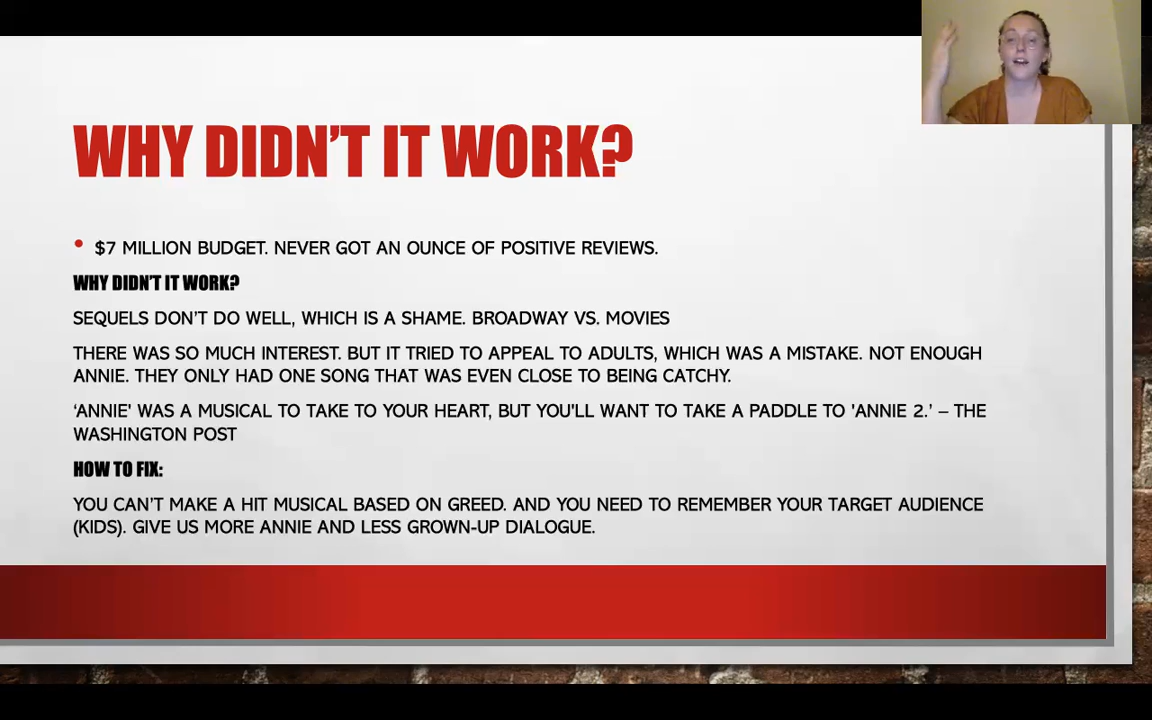 WHY DIDN'T IT WORK?
• $7 MILLION BUDGET. NEVER GOT AN OUNCE OF POSITIVE REVIEWS.
WHY DIDN'T IT WORK?
SEQUELS DON'T DO WELL, WHICH IS A SHAME. BROADWAY VS. MOVIES
THERE WAS SO MUCH INTEREST. BUT IT TRIED TO APPEAL TO ADULTS, WHICH WAS A MISTAKE. NOT ENOUGH
ANNIE. THEY ONLY HAD ONE SONG THAT WAS EVEN CLOSE TO BEING CATCHY.
'ANNIE' WAS A MUSICAL TO TAKE TO YOUR HEART, BUT YOU'LL WANT TO TAKE A PADDLE TO 'ANNIE 2.' – THE
WASHINGTON POST
HOW TO FIX:
YOU CAN'T MAKE A HIT MUSICAL BASED ON GREED. AND YOU NEED TO REMEMBER YOUR TARGET AUDIENCE
(KIDS). GIVE US MORE ANNIE AND LESS GROWN-UP DIALOGUE.